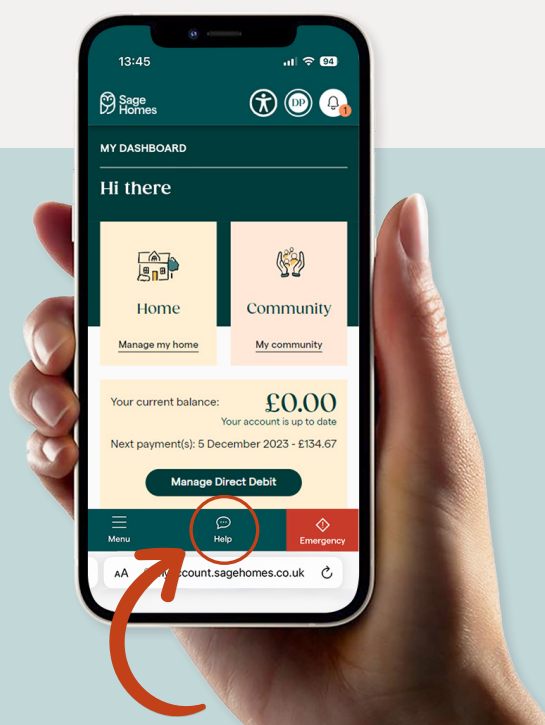 13:45
94
Sage
Homes
DP
1
MY DASHBOARD
Hi there
Home
Community
Manage my home
My community
Your current balance:
£0.00
Your account is up to date
Next payment(s): 5 December 2023 - £134.67
Manage Direct Debit
Menu
Help
Emergency
AA
count.sagehomes.co.uk